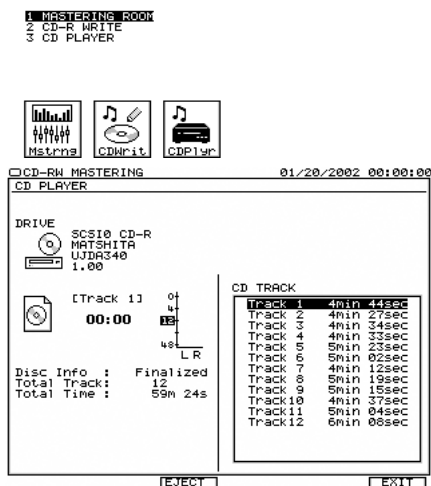 1 MASTERING ROOM
2 CD-R WRITE
3 CD PLAYER
Mstrng CDWrit CDPlyr
CD-RW MASTERING 01/20/2002 00:00:00
CD PLAYER
DRIVE
SCSI0 CD-R
MATSHITA
UJDA340
1.00
[Track 1]
00:00
0
4
12
48
L R
Disc Info : Finalized
Total Track: 12
Total Time : 59m 24s
CD TRACK
Track 1 4min 44sec
Track 2 4min 27sec
Track 3 4min 34sec
Track 4 4min 33sec
Track 5 5min 23sec
Track 6 5min 02sec
Track 7 4min 12sec
Track 8 5min 19sec
Track 9 5min 15sec
Track10 4min 37sec
Track11 5min 04sec
Track12 6min 08sec
EJECT EXIT